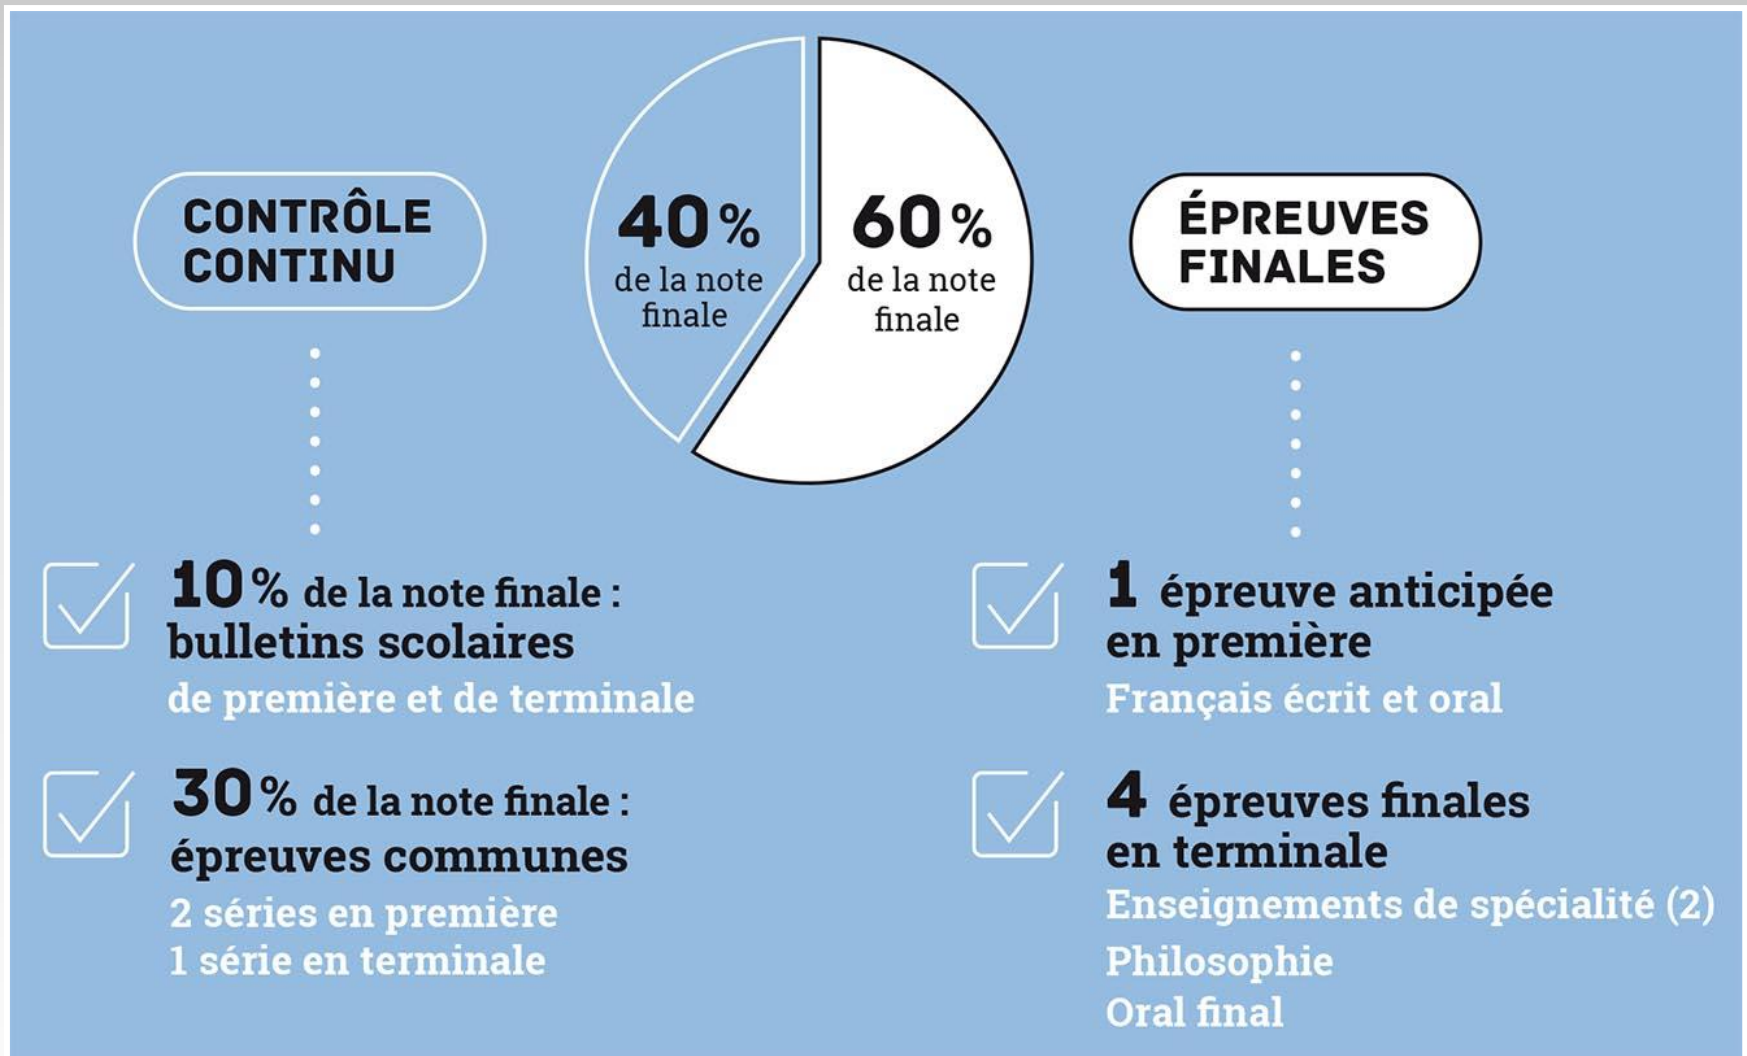 CONTRÔLE
CONTINU
40%
de la note
finale
60%
de la note
finale
ÉPREUVES
FINALES
10% de la note finale :
bulletins scolaires
de première et de terminale
30% de la note finale :
épreuves communes
2 séries en première
1 série en terminale
1 épreuve anticipée
en première
Français écrit et oral
4 épreuves finales
en terminale
Enseignements de spécialité (2)
Philosophie
Oral final